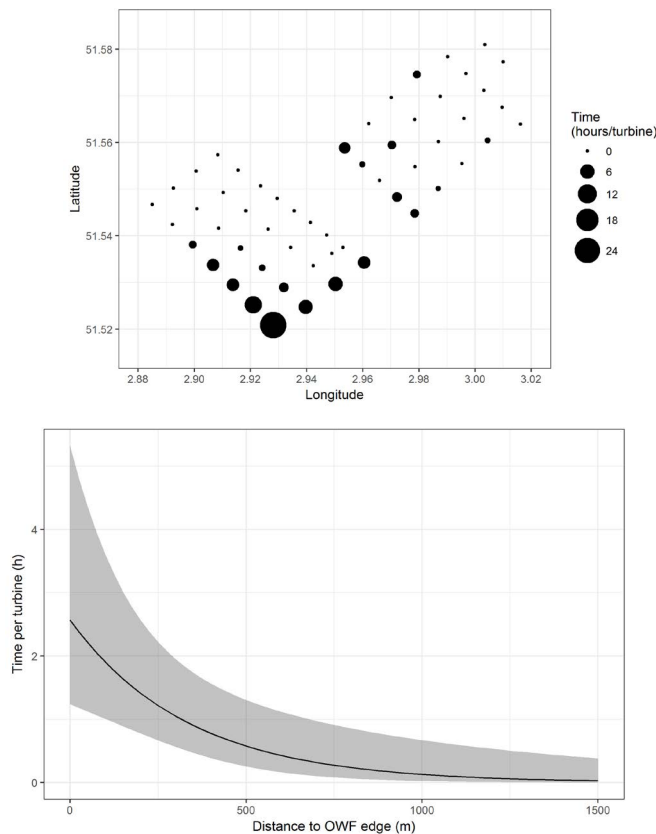 51.58
51.56
51.54
51.52
Latitude
2.88 2.90 2.92 2.94 2.96 2.98 3.00 3.02
Longitude
Time
(hours/turbine)
0
6
12
18
24
4
2
0
Time per turbine (h)
0 500 1000 1500
Distance to OWF edge (m)